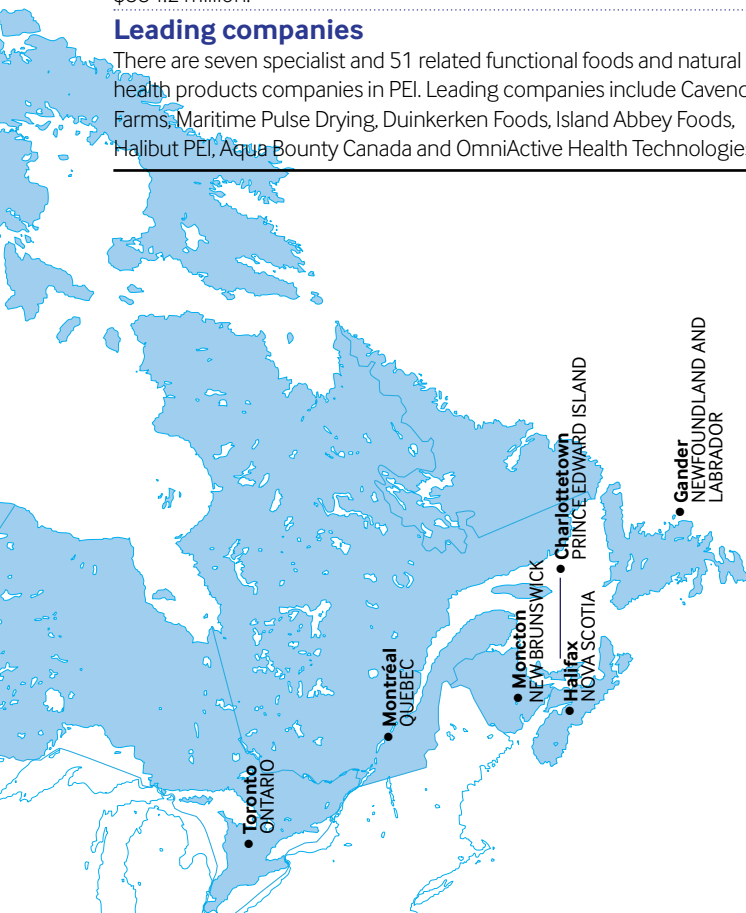 Leading companies
There are seven specialist and 51 related functional foods and natural
health products companies in PEI. Leading companies include
Farms, Maritime Pulse Drying, Duinkerken Foods, Island Abbey Foods,
Halibut PEI, Aqua Bounty Canada and OmniActive Health
Gander
NEWFOUNDLAND AND
LABRADOR
Charlottetown
PRINCE EDWARD ISLAND
Moncton
NEW BRUNSWICK
Halifax
NOVA SCOTIA
Montréal
QUEBEC
Toronto
ONTARIO